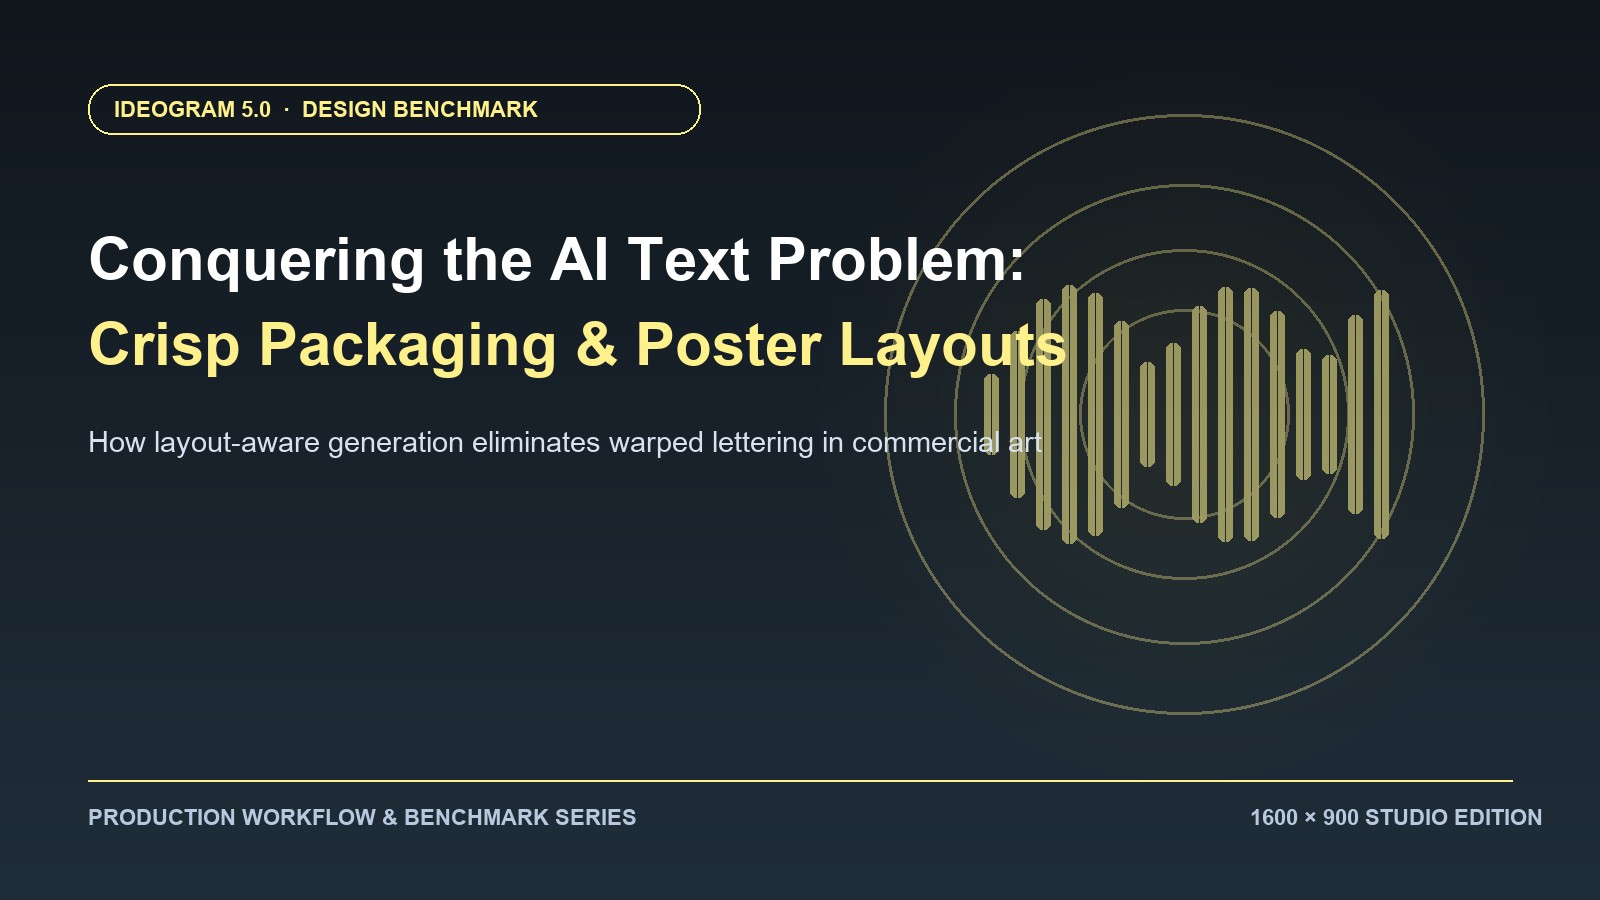 IDEOGRAM 5.0 · DESIGN BENCHMARK
Conquering the AI Text Problem:
Crisp Packaging & Poster Layouts
How layout-aware generation eliminates warped lettering in commercial art
PRODUCTION WORKFLOW & BENCHMARK SERIES
1600 × 900 STUDIO EDITION